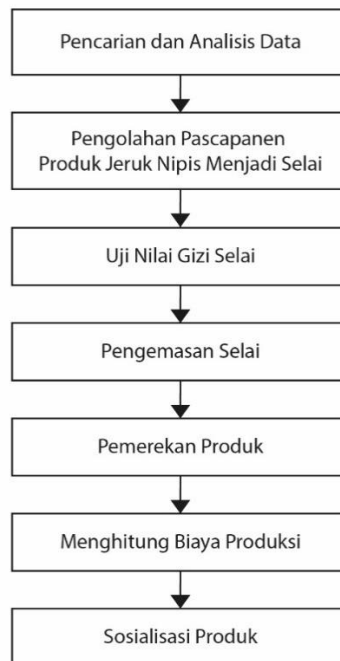 Pencarian dan Analisis Data
Pengolahan Pascapanen
Produk Jeruk Nipis Menjadi Selai
Uji Nilai Gizi Selai
Pengemasan Selai
Pemerekan Produk
Menghitung Biaya Produksi
Sosialisasi Produk